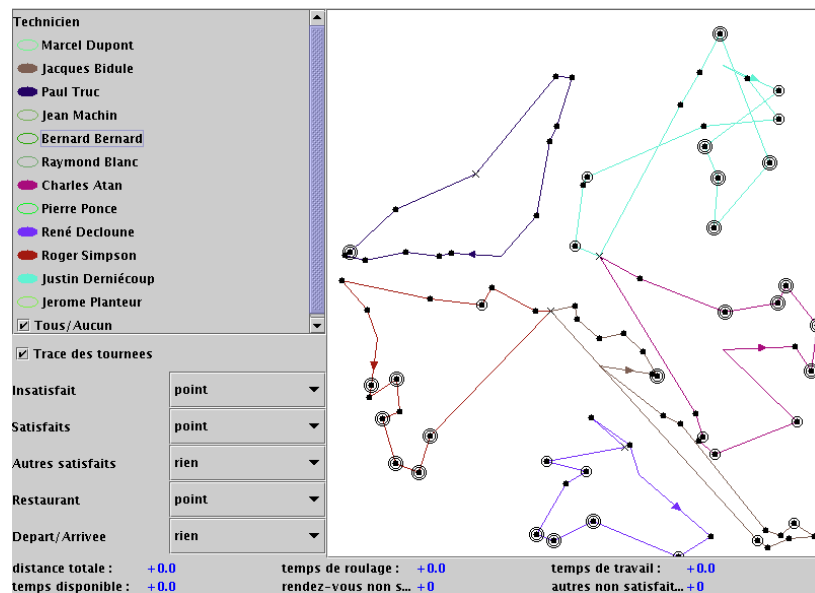 Technicien
Marcel Dupont
Jacques Bidule
Paul Truc
Jean Machin
Bernard Bernard
Raymond Blanc
Charles Atan
Pierre Ponce
René Decloune
Roger Simpson
Justin Derniécoup
Jerome Planteur
Tous/Aucun
Trace des tournees
Insatisfait point
Satisfaits point
Autres satisfaits rien
Restaurant point
Depart/Arrivee rien
distance totale : +0.0 temps de roulage : +0.0 temps de travail : +0.0
temps disponible : +0.0 rendez-vous non s... +0 autres non satisfait... +0